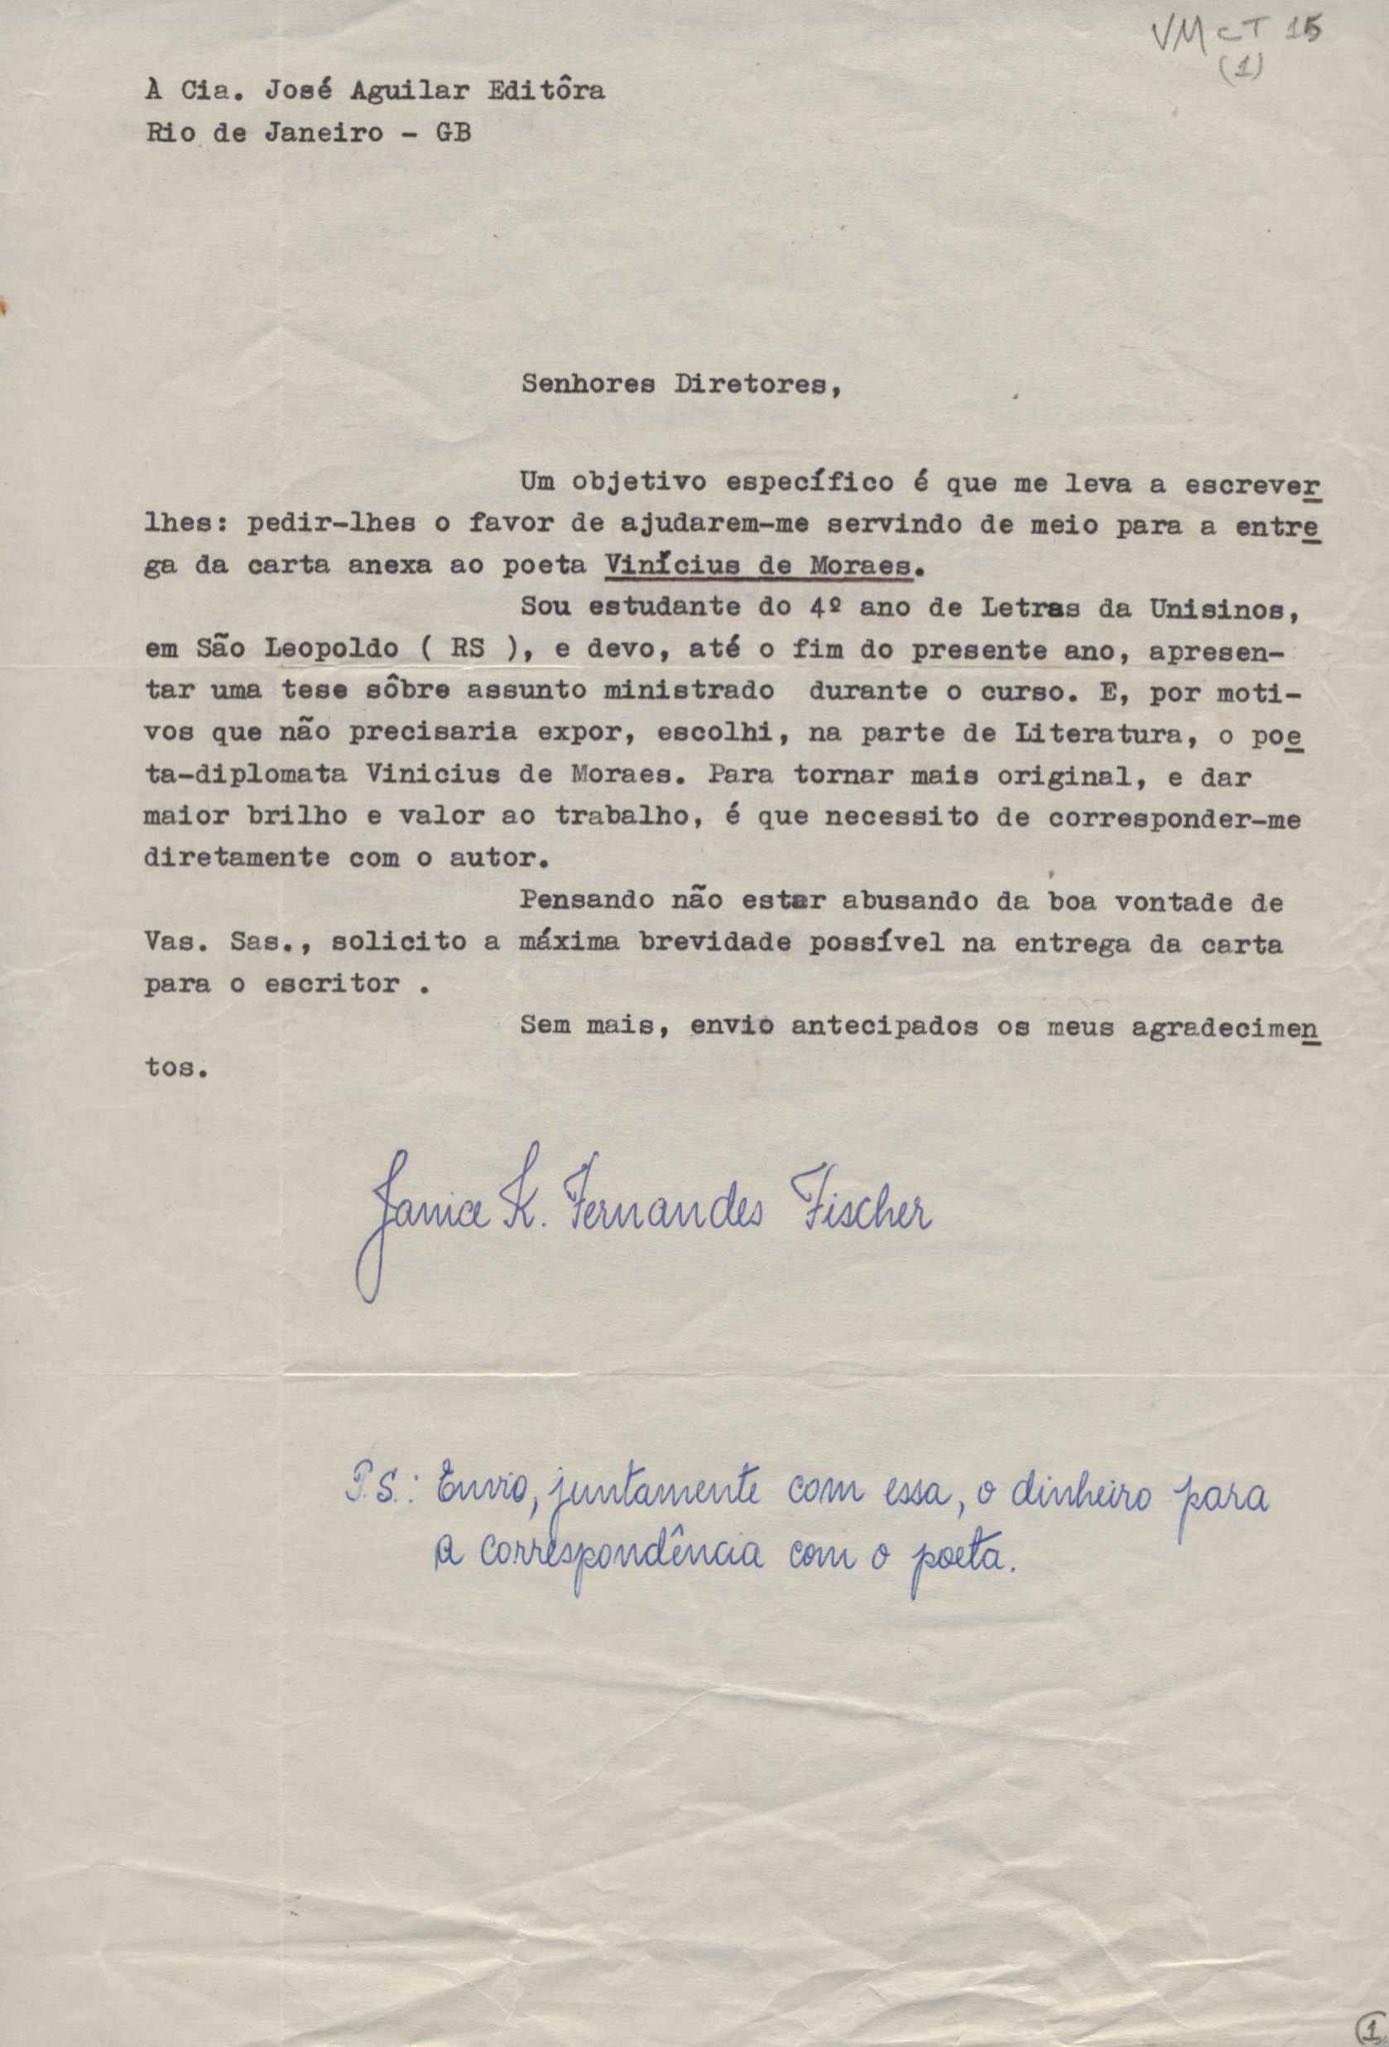 VM CT 15
(1)
À Cia. José Aguilar Editôra
Rio de Janeiro - GB
Senhores Diretores,
Um objetivo específico é que me leva a escrever
lhes: pedir-lhes o favor de ajudarem-me servindo de meio para a entre
ga da carta anexa ao poeta Vinícius de Moraes.
Sou estudante do 4º ano de Letras da Unisinos,
em São Leopoldo ( RS ), e devo, até o fim do presente ano, apresen-
tar uma tese sôbre assunto ministrado durante o curso. E, por moti-
vos que não precisaria expor, escolhi, na parte de Literatura, o poe
ta-diplomata Vinicius de Moraes. Para tornar mais original, e dar
maior brilho e valor ao trabalho, é que necessito de corresponder-me
diretamente com o autor.
Pensando não estar abusando da boa vontade de
Vas. Sas., solicito a máxima brevidade possível na entrega da carta
para o escritor .
Sem mais, envio antecipados os meus agradecimen
tos.
Janice K. Fernandes Fischer
P.S.: Envio, juntamente com essa, o dinheiro para
a correspondência com o poeta.
1